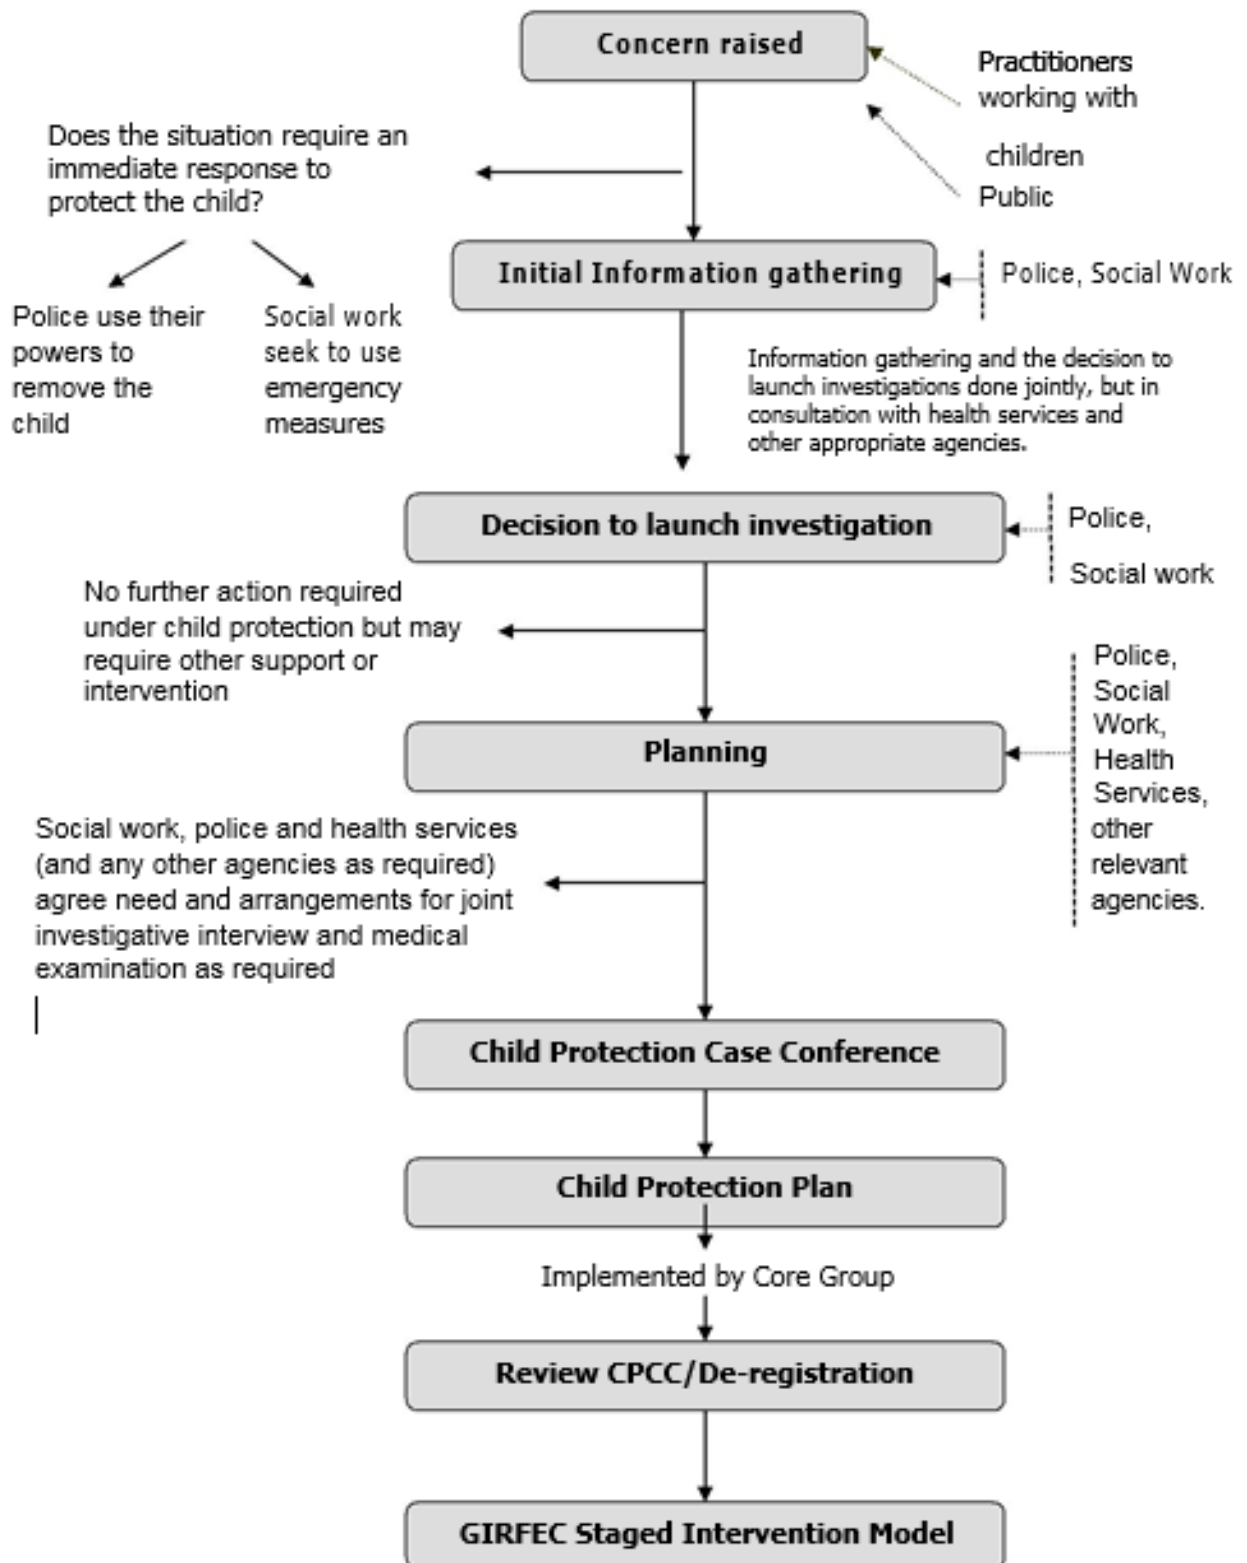 Concern raised
Practitioners
working with
children
Public
Does the situation require an
immediate response to
protect the child?
Initial Information gathering
Police, Social Work
Police use their
powers to
remove the
child
Social work
seek to use
emergency
measures
Information gathering and the decision to
launch investigations done jointly, but in
consultation with health services and
other appropriate agencies.
Decision to launch investigation
Police,
Social work
No further action required
under child protection but may
require other support or
intervention
Planning
Police,
Social
Work,
Health
Services,
other
relevant
agencies.
Social work, police and health services
(and any other agencies as required)
agree need and arrangements for joint
investigative interview and medical
examination as required
Child Protection Case Conference
Child Protection Plan
Implemented by Core Group
Review CPCC/De-registration
GIRFEC Staged Intervention Model